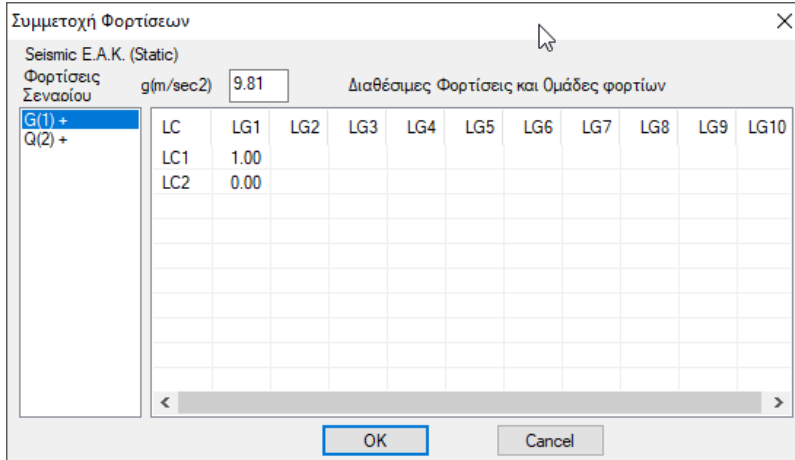 Συμμετοχή Φορτίσεων
Seismic E.A.K. (Static)
Φορτίσεις Σεναρίου
g(m/sec2) 9.81
Διαθέσιμες Φορτίσεις και Ομάδες φορτίων
G(1) +
Q(2) +
LC LG1 LG2 LG3 LG4 LG5 LG6 LG7 LG8 LG9 LG10
LC1 1.00
LC2 0.00
OK Cancel